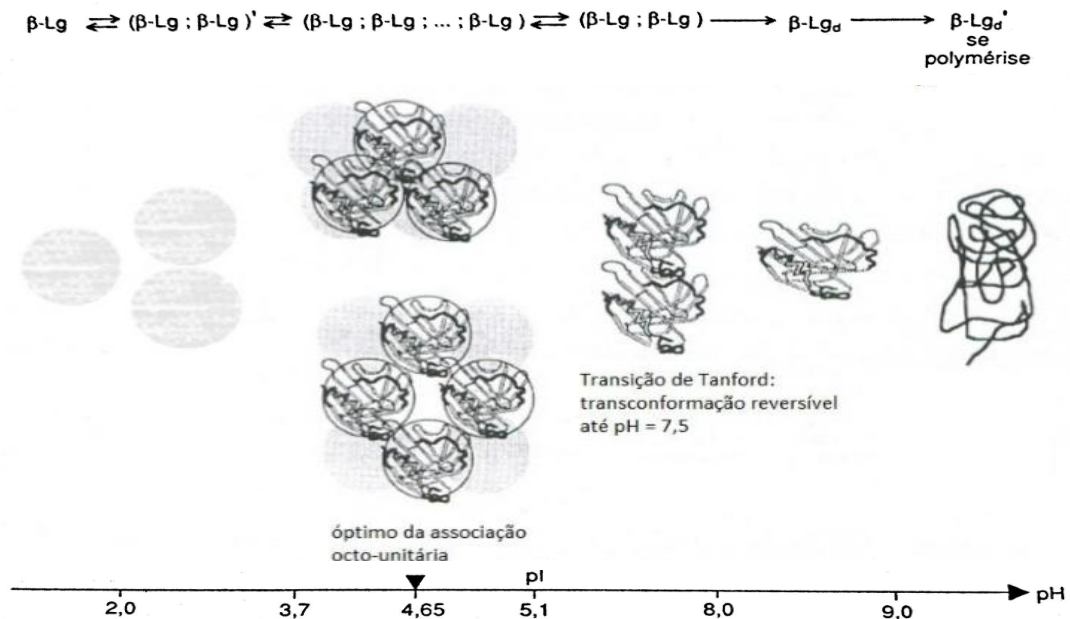 β-Lg ⇌ (β-Lg ; β-Lg )' ⇌ (β-Lg ; β-Lg ; ... ; β-Lg ) ⇌ (β-Lg ; β-Lg ) ⟶ β-Lg_d ⟶ β-Lg_d'
se
polymérise
Transição de Tanford:
transconformação reversível
até pH = 7,5
óptimo da associação
octo-unitária
pI
pH
2,0 3,7 4,65 5,1 8,0 9,0